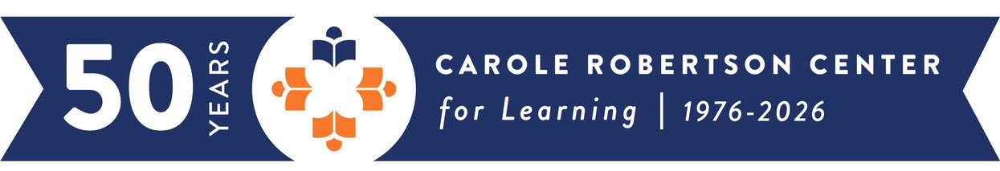 50
YEARS
CAROLE ROBERTSON CENTER
for Learning | 1976-2026